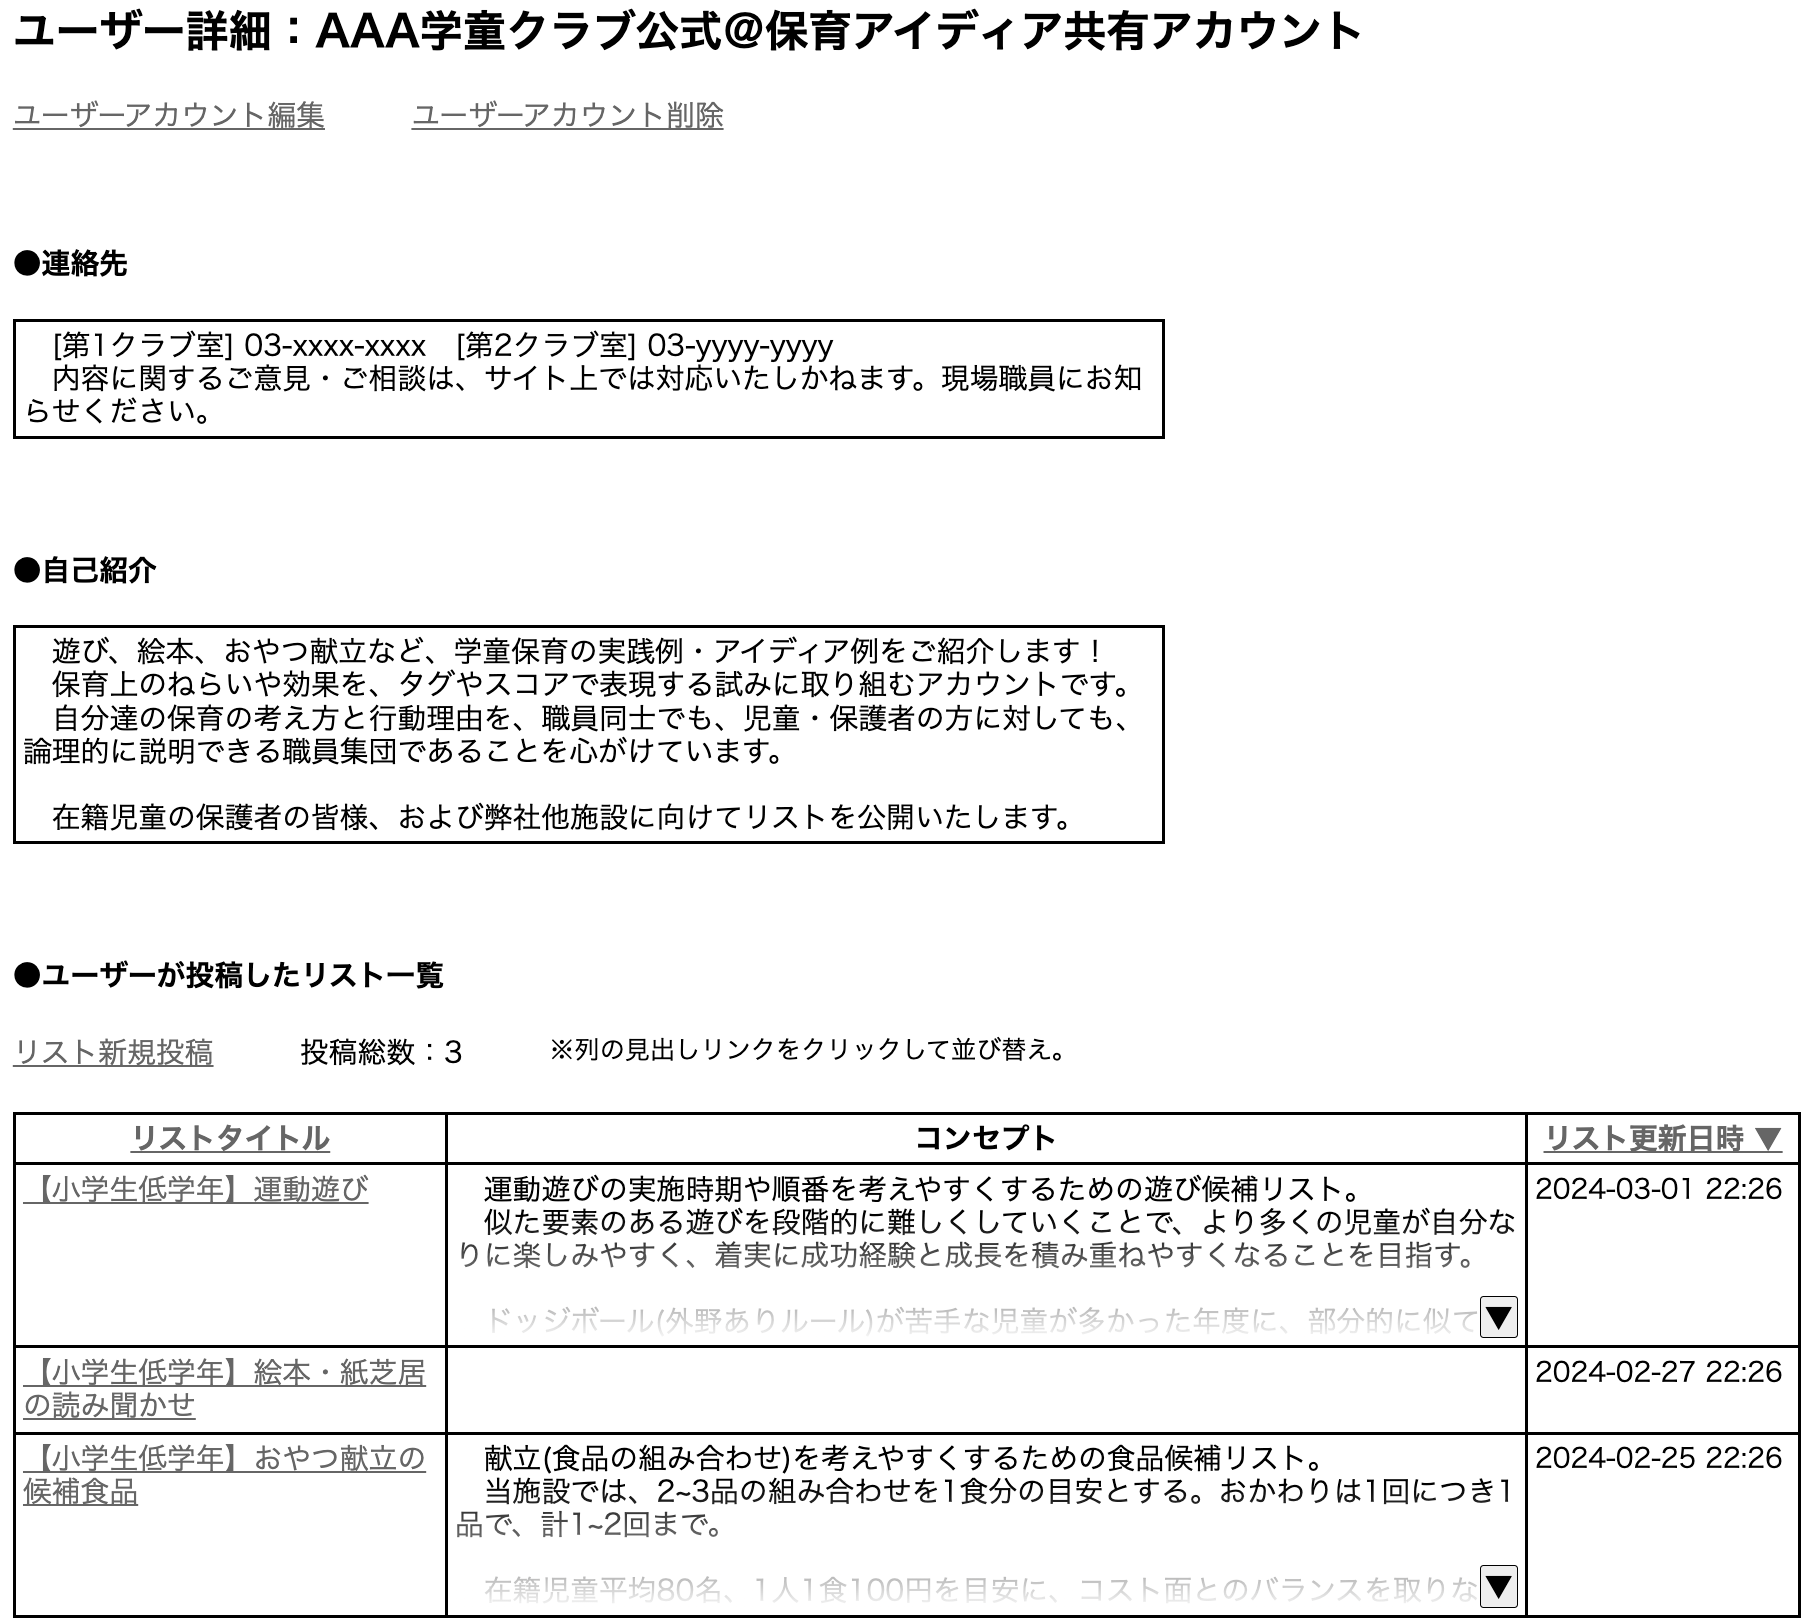 ユーザー詳細：AAA学童クラブ公式@保育アイディア共有アカウント
ユーザーアカウント編集　ユーザーアカウント削除
●連絡先
　[第1クラブ室] 03-xxxx-xxxx　[第2クラブ室] 03-yyyy-yyyy
　内容に関するご意見・ご相談は、サイト上では対応いたしかねます。現場職員にお知
らせください。
●自己紹介
　遊び、絵本、おやつ献立など、学童保育の実践例・アイディア例をご紹介します！
　保育上のねらいや効果を、タグやスコアで表現する試みに取り組むアカウントです。
　自分達の保育の考え方と行動理由を、職員同士でも、児童・保護者の方に対しても、
論理的に説明できる職員集団であることを心がけています。
　在籍児童の保護者の皆様、および弊社他施設に向けてリストを公開いたします。
●ユーザーが投稿したリスト一覧
リスト新規投稿　投稿総数：3　※列の見出しリンクをクリックして並び替え。
リストタイトル　コンセプト　リスト更新日時 ▼
【小学生低学年】運動遊び
　運動遊びの実施時期や順番を考えやすくするための遊び候補リスト。
　似た要素のある遊びを段階的に難しくしていくことで、より多くの児童が自分な
りに楽しみやすく、着実に成功経験と成長を積み重ねやすくなることを目指す。
　ドッジボール(外野ありルール)が苦手な児童が多かった年度に、部分的に似て
▼
2024-03-01 22:26
【小学生低学年】絵本・紙芝居
の読み聞かせ
2024-02-27 22:26
【小学生低学年】おやつ献立の
候補食品
　献立(食品の組み合わせ)を考えやすくするための食品候補リスト。
　当施設では、2~3品の組み合わせを1食分の目安とする。おかわりは1回につき1
品で、計1~2回まで。
　在籍児童平均80名、1人1食100円を目安に、コスト面とのバランスを取りな
▼
2024-02-25 22:26